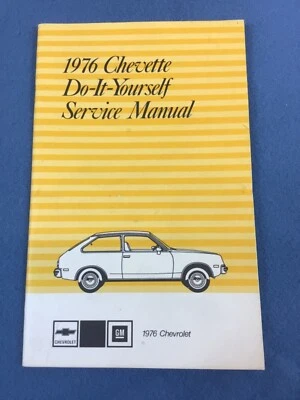 1976 Chevette
Do-It-Yourself
Service Manual
CHEVROLET
GM
1976 Chevrolet